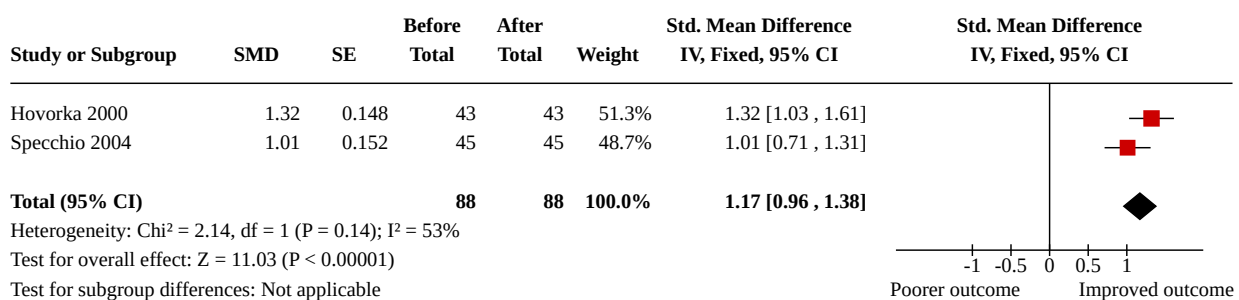 Before After Std. Mean Difference Std. Mean Difference
Study or Subgroup SMD SE Total Total Weight IV, Fixed, 95% CI IV, Fixed, 95% CI
Hovorka 2000 1.32 0.148 43 43 51.3% 1.32 [1.03 , 1.61]
Specchio 2004 1.01 0.152 45 45 48.7% 1.01 [0.71 , 1.31]
Total (95% CI) 88 88 100.0% 1.17 [0.96 , 1.38]
Heterogeneity: Chi² = 2.14, df = 1 (P = 0.14); I² = 53%
Test for overall effect: Z = 11.03 (P < 0.00001) -1 -0.5 0 0.5 1
Test for subgroup differences: Not applicable Poorer outcome Improved outcome